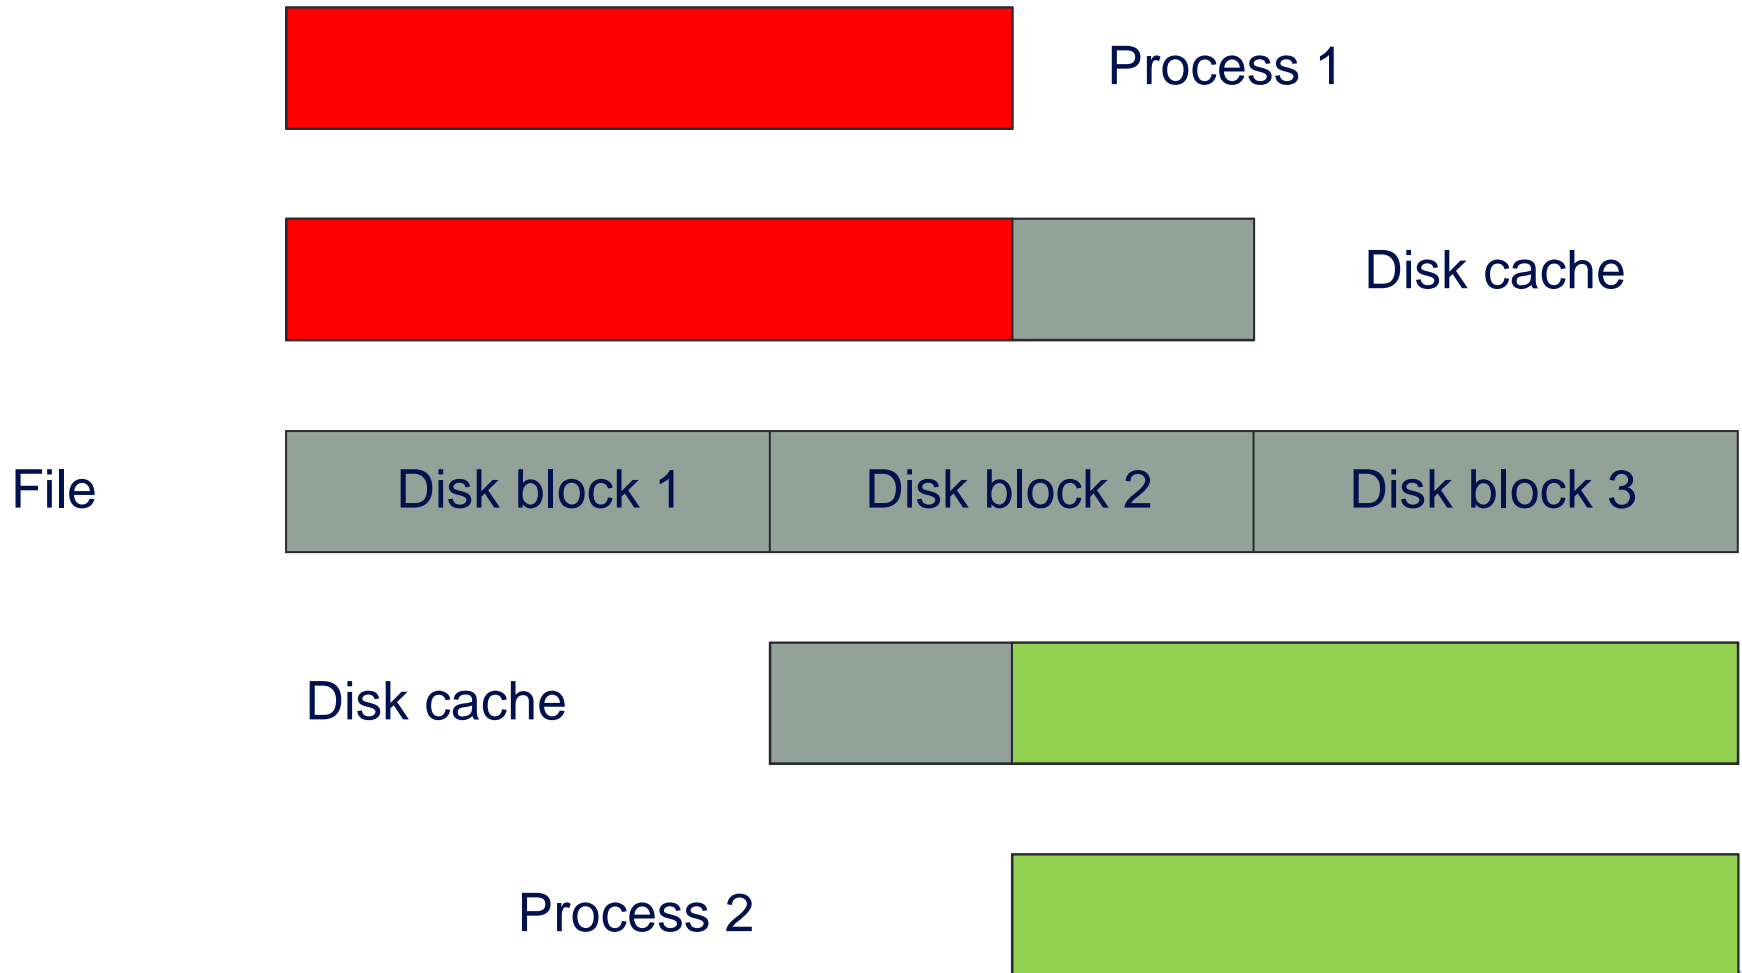 Process 1
Disk cache
File
Disk block 1
Disk block 2
Disk block 3
Disk cache
Process 2